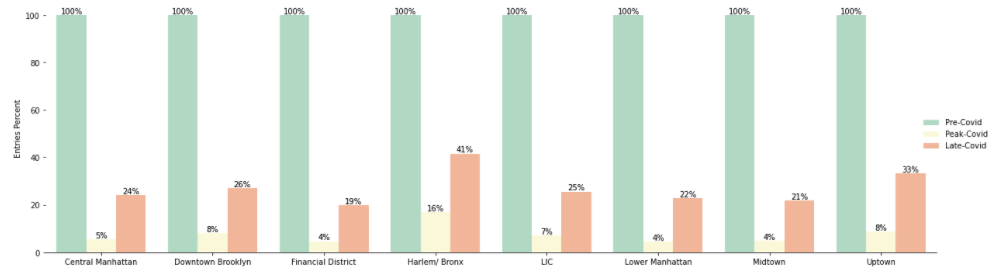 100% 100% 100% 100% 100% 100% 100% 100%
100
80
60
40
20
0
Entries Percent
5% 24% 8% 26% 4% 19% 16% 41% 7% 25% 4% 22% 4% 21% 8% 33%
Central Manhattan Downtown Brooklyn Financial District Harlem/ Bronx LIC Lower Manhattan Midtown Uptown
Pre-Covid
Peak-Covid
Late-Covid